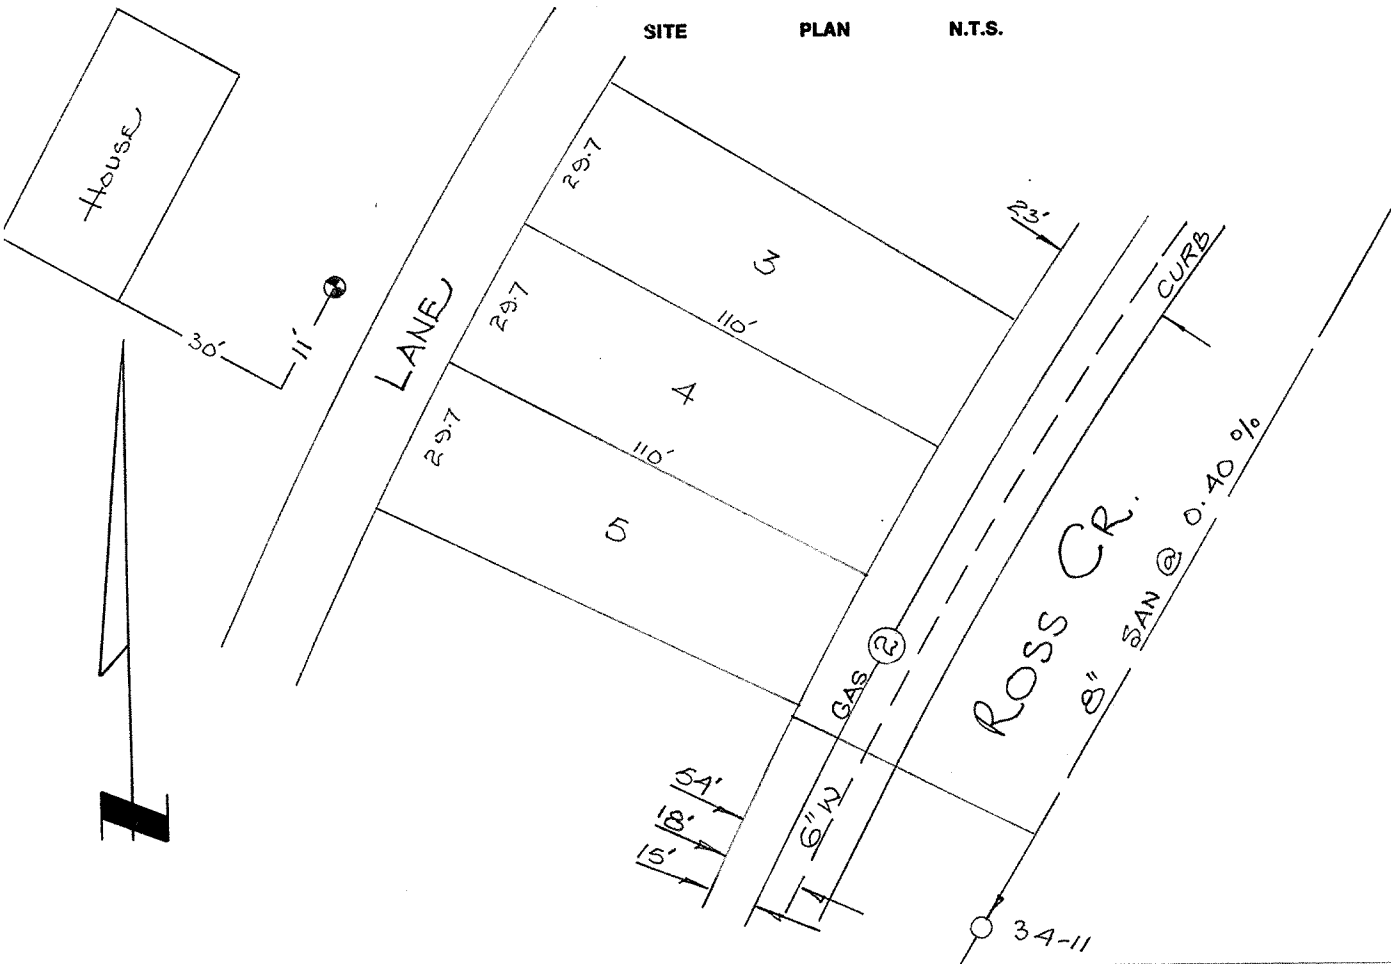 SITE PLAN N.T.S.
HOUSE
30'
11'
LANE
29.7
29.7
29.7
3
110'
4
110'
5
23'
CURB
ROSS CR.
8" SAN @ 0.40 %
GAS 2
6" W
54'
18'
15'
34-11